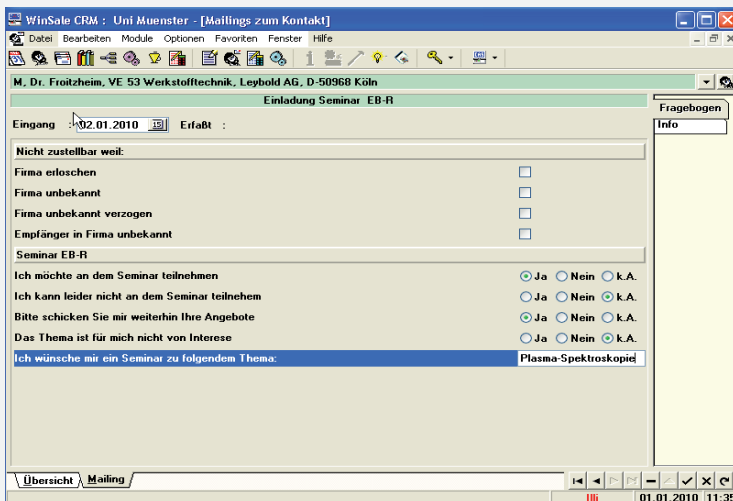 WinSale CRM : Uni Muenster - [Mailings zum Kontakt]
Datei Bearbeiten Module Optionen Favoriten Fenster Hilfe
M, Dr. Froitzheim, VE 53 Werkstofftechnik, Leybold AG, D-50968 Köln
Einladung Seminar EB-R
Fragebogen
Info
Eingang : 02.01.2010 15 Erfaßt :
Nicht zustellbar weil:
Firma erloschen
Firma unbekannt
Firma unbekannt verzogen
Empfänger in Firma unbekannt
Seminar EB-R
Ich möchte an dem Seminar teilnehmen Ja Nein k.A.
Ich kann leider nicht an dem Seminar teilnehem Ja Nein k.A.
Bitte schicken Sie mir weiterhin Ihre Angebote Ja Nein k.A.
Das Thema ist für mich nicht von Interese Ja Nein k.A.
Ich wünsche mir ein Seminar zu folgendem Thema: Plasma-Spektroskopie
Übersicht Mailing
Uli 01.01.2010 11:35